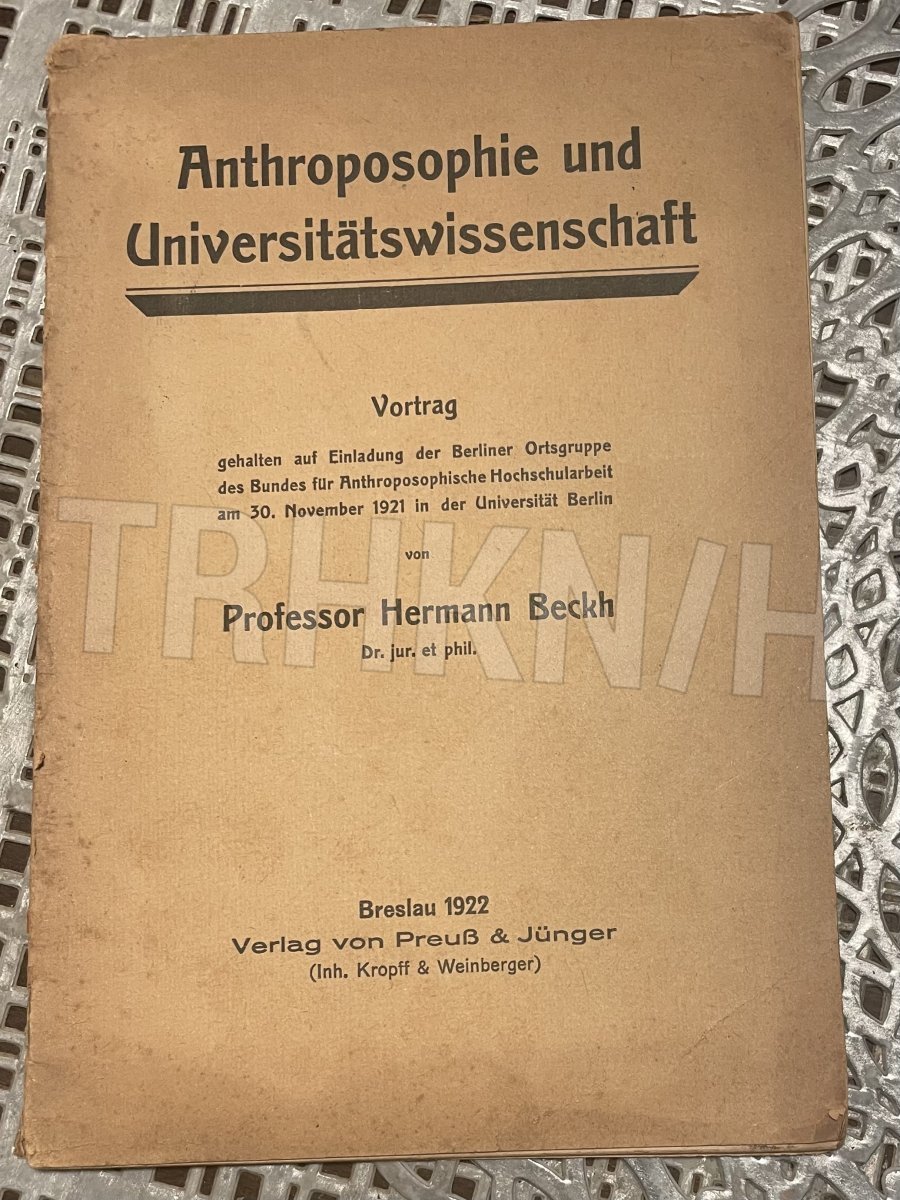 Anthroposophie und
Universitätswissenschaft
Vortrag
gehalten auf Einladung der Berliner Ortsgruppe
des Bundes für Anthroposophische Hochschularbeit
am 30. November 1921 in der Universität Berlin
von
TRHKN/H
Professor Hermann Beckh
Dr. jur. et phil.
Breslau 1922
Verlag von Preuß & Jünger
(Inh. Kropff & Weinberger)